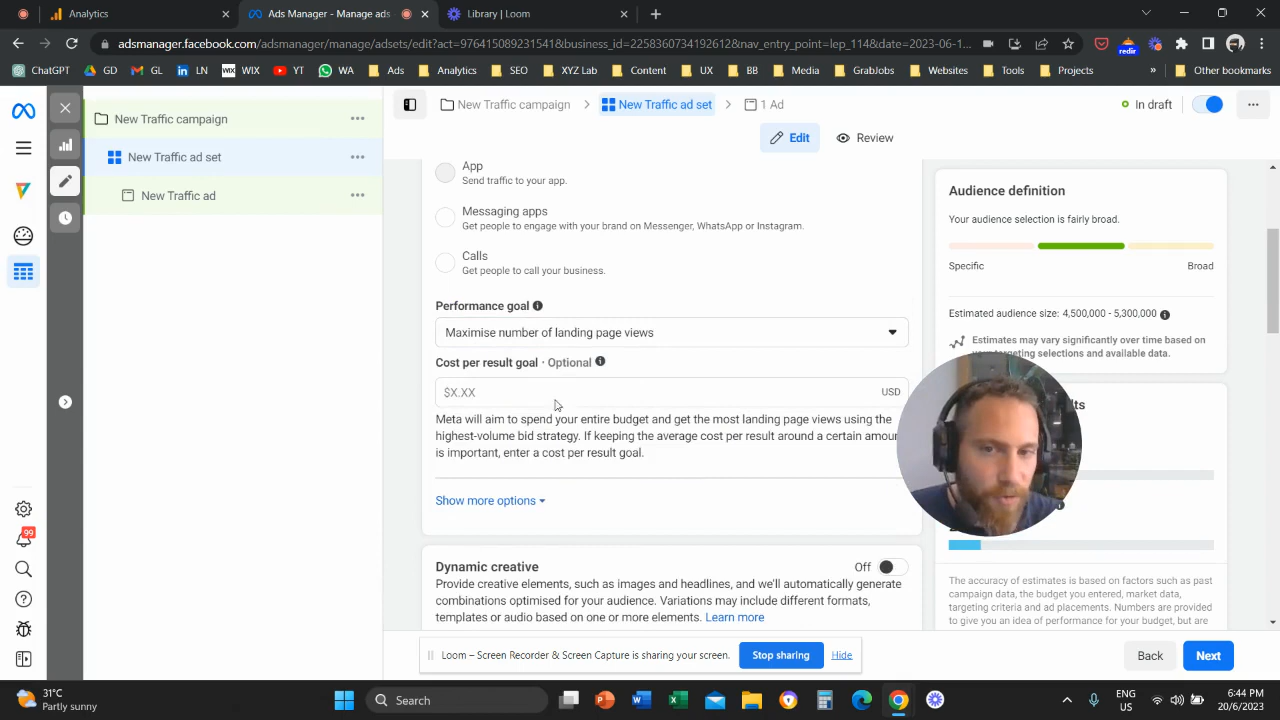 Analytics
Ads Manager - Manage ads
Library | Loom
adsmanager.facebook.com/adsmanager/manage/adsets/edit?act=976415089231541&business_id=225836073419261​2&nav_entry_point=lep_114&date=2023-06-1...
redir
ChatGPT
GD
GL
LN
WIX
WIX
YT
WA
Ads
Analytics
SEO
XYZ Lab
Content
UX
BB
Media
GrabJobs
Websites
Tools
Projects
»
Other bookmarks
New Traffic campaign
New Traffic ad set
New Traffic ad
99
New Traffic campaign
New Traffic ad set
1 Ad
In draft
Edit
Review
App
Send traffic to your app.
Messaging apps
Get people to engage with your brand on Messenger, WhatsApp or Instagram.
Calls
Get people to call your business.
Performance goal
Maximise number of landing page views
Cost per result goal · Optional
$X.XX
USD
Meta will aim to spend your entire budget and get the most landing page views using the
highest-volume bid strategy. If keeping the average cost per result around a certain amoun
is important, enter a cost per result goal.
Show more options
Dynamic creative
Off
Provide creative elements, such as images and headlines, and we'll automatically generate
combinations optimised for your audience. Variations may include different formats,
templates or audio based on one or more elements. Learn more
Audience definition
Your audience selection is fairly broad.
Specific
Broad
Estimated audience size: 4,500,000 - 5,300,000
Estimates may vary significantly over time based on
your targeting selections and available data.
The accuracy of estimates is based on factors such as past
campaign data, the budget you entered, market data,
targeting criteria and ad placements. Numbers are provided
to give you an idea of performance for your budget, but are
Loom – Screen Recorder & Screen Capture is sharing your screen.
Stop sharing
Hide
Back
Next
31°C
Partly sunny
Search
ENG
US
6:44 PM
20/6/2023